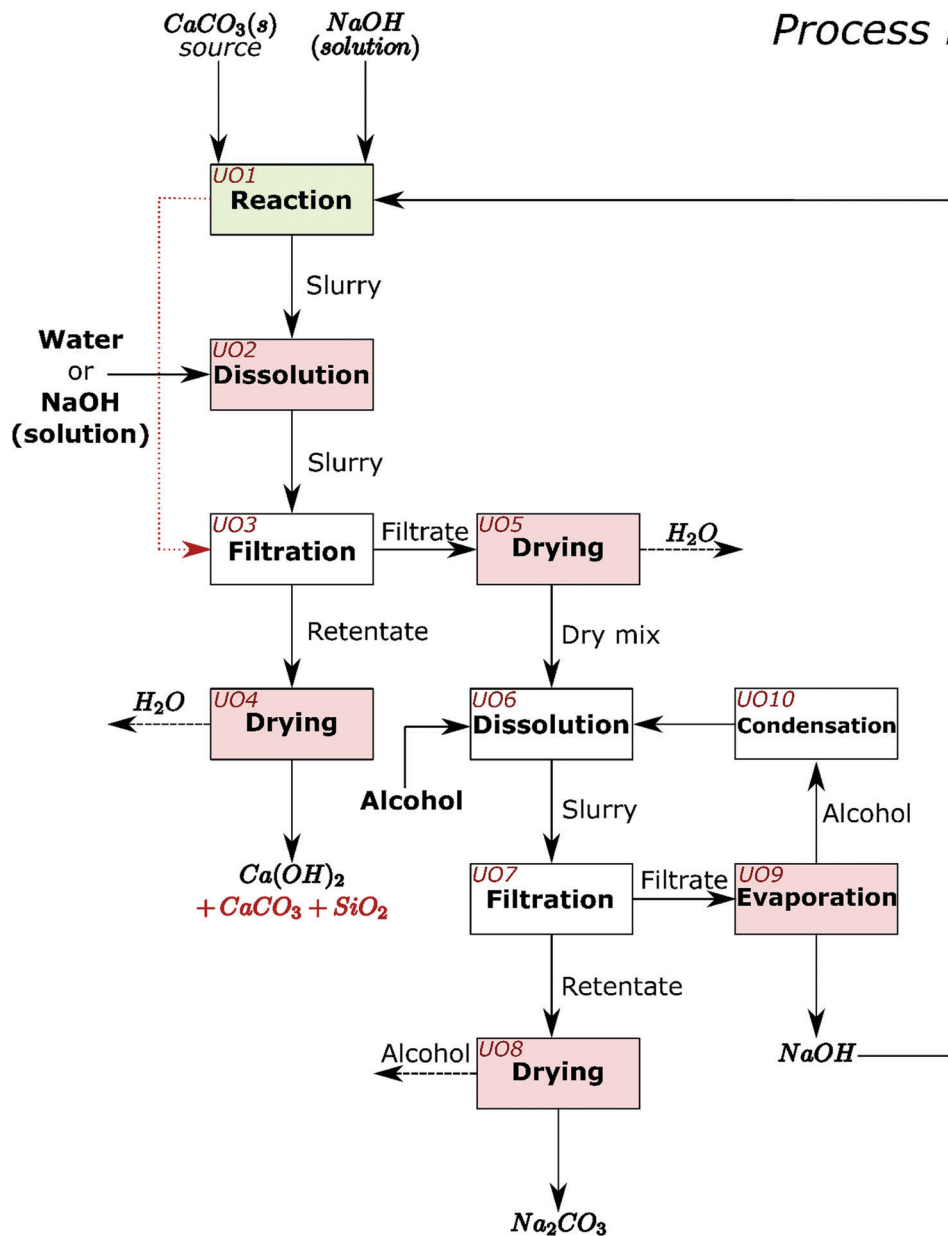 CaCO₃(s)
source
NaOH
(solution)
Process
UO1
Reaction
Slurry
Water
or
NaOH
(solution)
UO2
Dissolution
Slurry
UO3
Filtration
Filtrate
UO5
Drying
H₂O
Retentate
Dry mix
H₂O
UO4
Drying
UO6
Dissolution
UO10
Condensation
Alcohol
Slurry
Alcohol
Ca(OH)₂
+ CaCO₃ + SiO₂
UO7
Filtration
Filtrate
UO9
Evaporation
Retentate
Alcohol
UO8
Drying
NaOH
Na₂CO₃